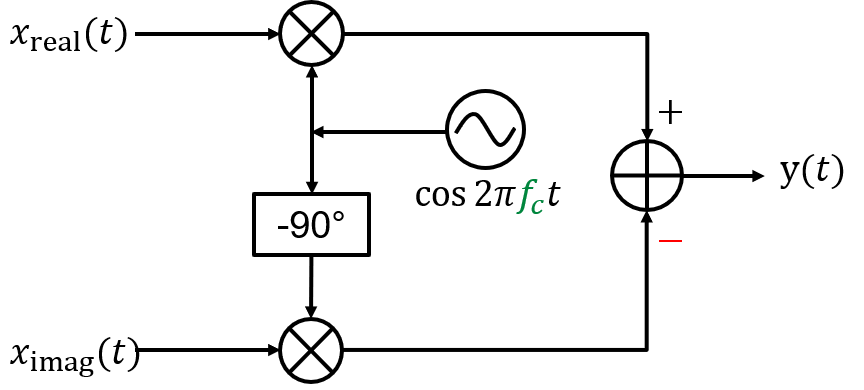 x_real(t)
+
y(t)
cos 2πf_c t
-90°
−
x_imag(t)